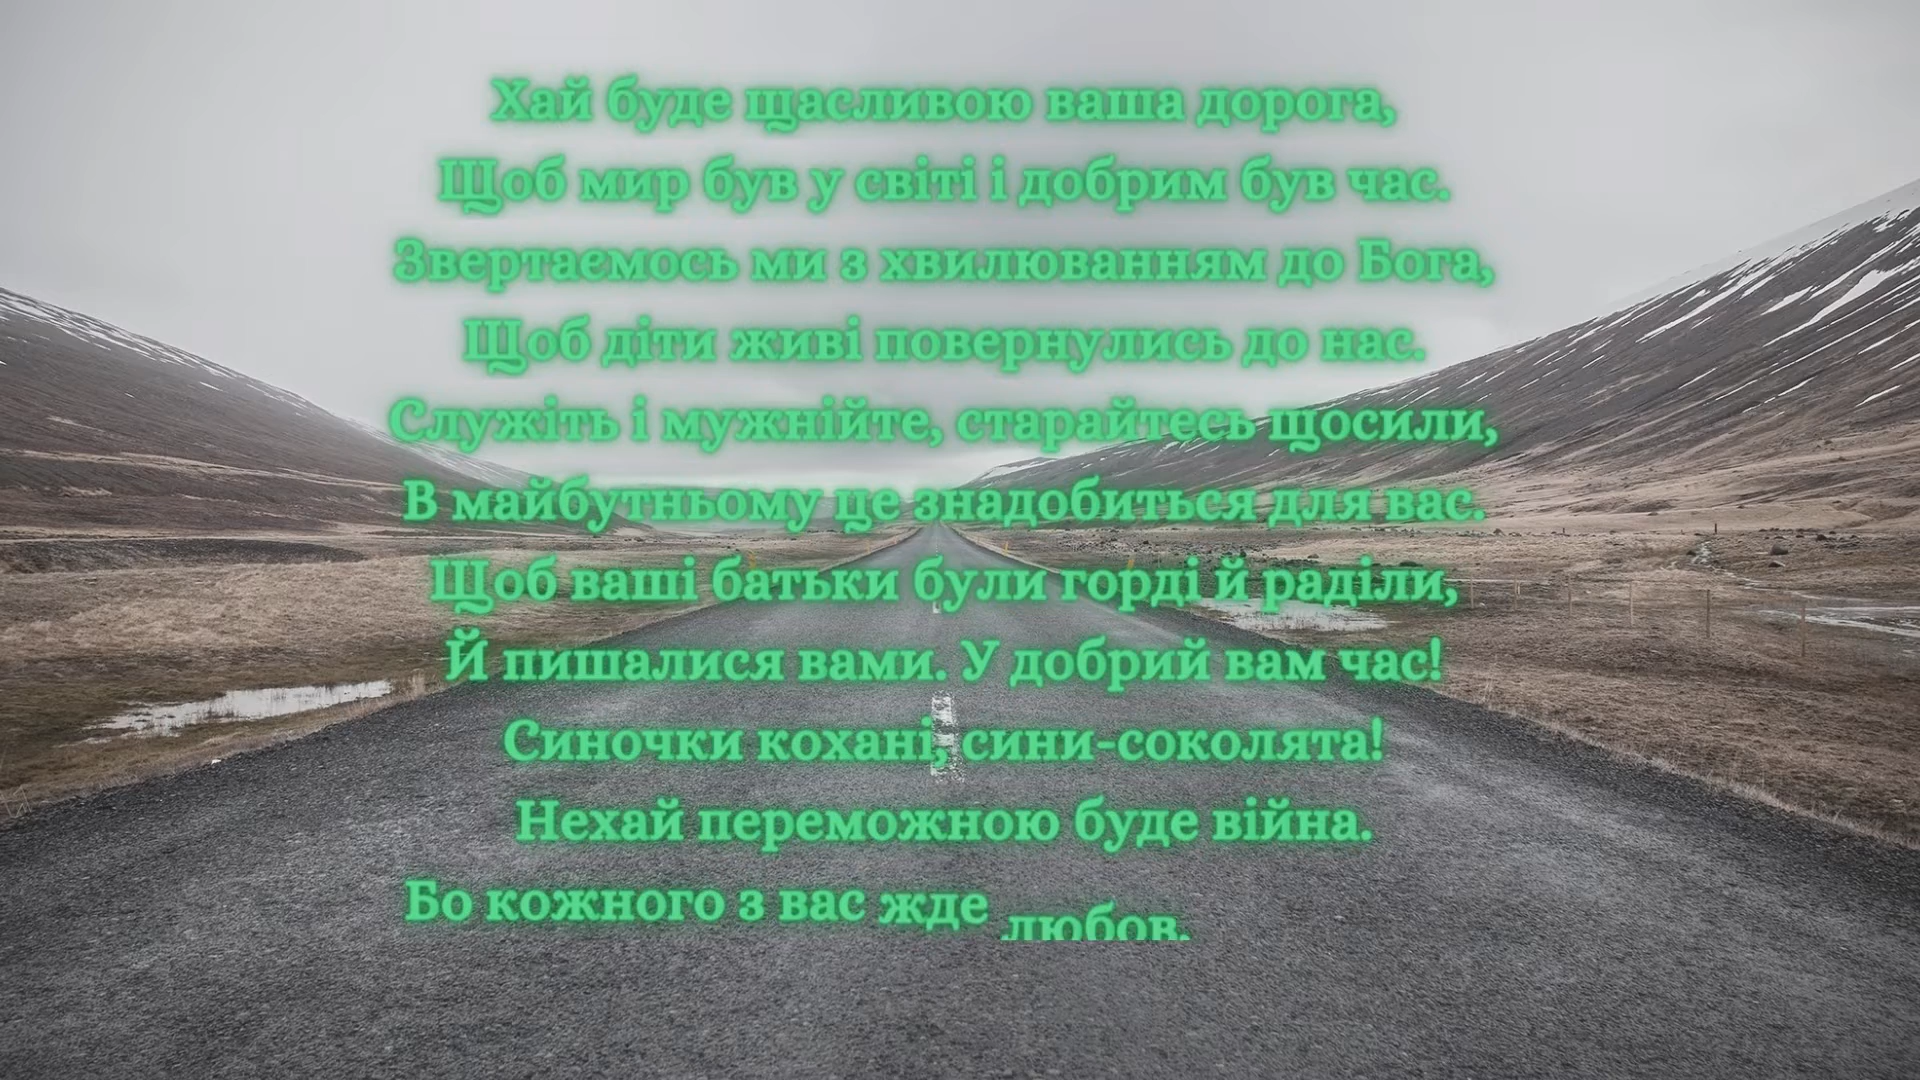 Хай буде щасливою ваша дорога,
Щоб мир був у світі і добрим був час.
Звертаємось ми з хвилюванням до Бога,
Щоб діти живі повернулись до нас.
Служіть і мужнійте, старайтесь щосили,
В майбутньому це знадобиться для вас.
Щоб ваші батьки були горді й раділи,
Й пишалися вами. У добрий вам час!
Синочки кохані, сини-соколята!
Нехай переможною буде війна.
Бо кожного з вас жде любов,